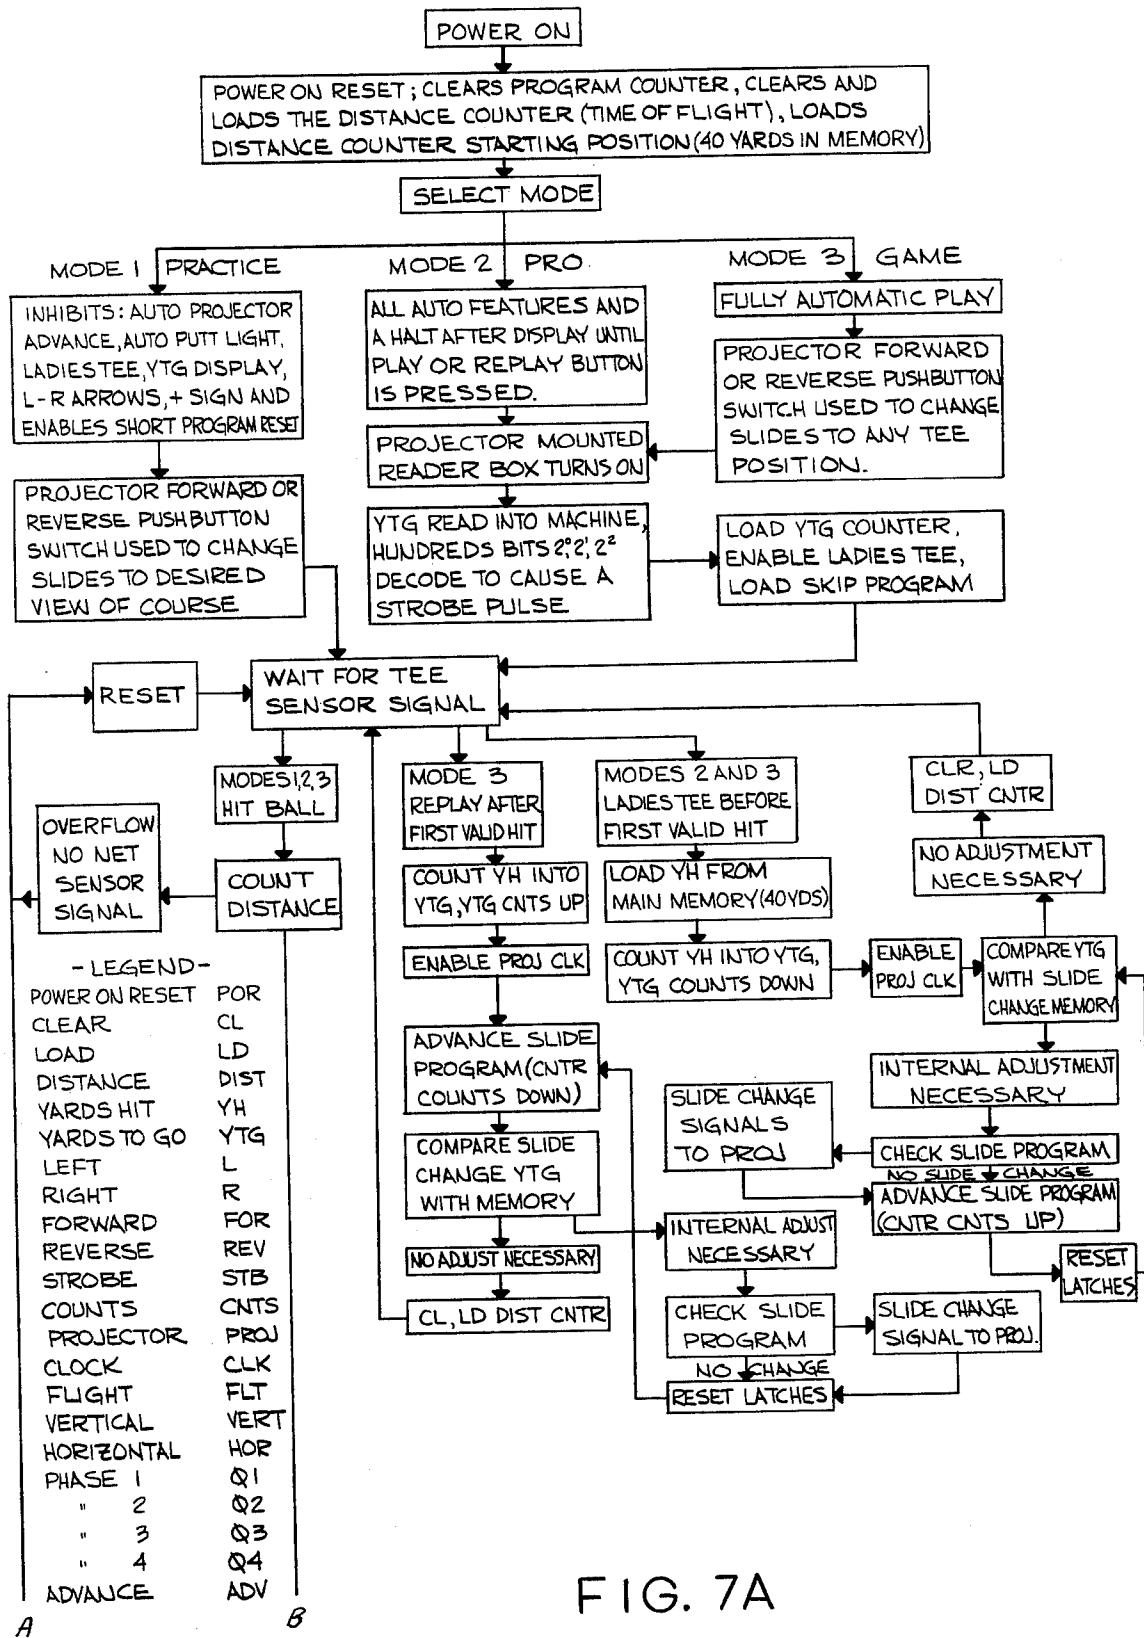 POWER ON
POWER ON RESET; CLEARS PROGRAM COUNTER, CLEARS AND
LOADS THE DISTANCE COUNTER (TIME OF FLIGHT), LOADS
DISTANCE COUNTER STARTING POSITION (40 YARDS IN MEMORY)
SELECT MODE
MODE 1 PRACTICE
INHIBITS: AUTO PROJECTOR
ADVANCE, AUTO PUTT LIGHT,
LADIES TEE, YTG DISPLAY,
L-R ARROWS, + SIGN AND
ENABLES SHORT PROGRAM RESET
PROJECTOR FORWARD OR
REVERSE PUSHBUTTON
SWITCH USED TO CHANGE
SLIDES TO DESIRED
VIEW OF COURSE
MODE 2 PRO.
ALL AUTO FEATURES AND
A HALT AFTER DISPLAY UNTIL
PLAY OR REPLAY BUTTON
IS PRESSED.
PROJECTOR MOUNTED
READER BOX TURNS ON
YTG READ INTO MACHINE,
HUNDREDS BITS 2⁰, 2¹, 2²
DECODE TO CAUSE A
STROBE PULSE
MODE 3 GAME
FULLY AUTOMATIC PLAY
PROJECTOR FORWARD
OR REVERSE PUSHBUTTON
SWITCH USED TO CHANGE
SLIDES TO ANY TEE
POSITION.
LOAD YTG COUNTER,
ENABLE LADIES TEE,
LOAD SKIP PROGRAM
RESET
WAIT FOR TEE
SENSOR SIGNAL
MODES 1, 2, 3
HIT BALL
COUNT
DISTANCE
OVERFLOW
NO NET
SENSOR
SIGNAL
MODE 3
REPLAY AFTER
FIRST VALID HIT
COUNT YH INTO
YTG, YTG CNTS UP
ENABLE PROJ CLK
ADVANCE SLIDE
PROGRAM (CNTR
COUNTS DOWN)
COMPARE SLIDE
CHANGE YTG
WITH MEMORY
NO ADJUST NECESSARY
CL, LD DIST CNTR
MODES 2 AND 3
LADIES TEE BEFORE
FIRST VALID HIT
LOAD YH FROM
MAIN MEMORY (40 YDS)
COUNT YH INTO YTG,
YTG COUNTS DOWN
ENABLE
PROJ CLK
COMPARE YTG
WITH SLIDE
CHANGE MEMORY
NO ADJUSTMENT
NECESSARY
CLR, LD
DIST CNTR
INTERNAL ADJUSTMENT
NECESSARY
CHECK SLIDE PROGRAM
NO SLIDE CHANGE
ADVANCE SLIDE PROGRAM
(CNTR CNTS UP)
SLIDE CHANGE
SIGNALS
TO PROJ
RESET
LATCHES
INTERNAL ADJUST
NECESSARY
CHECK SLIDE
PROGRAM
NO CHANGE
RESET LATCHES
SLIDE CHANGE
SIGNAL TO PROJ.
- LEGEND -
POWER ON RESET POR
CLEAR CL
LOAD LD
DISTANCE DIST
YARDS HIT YH
YARDS TO GO YTG
LEFT L
RIGHT R
FORWARD FOR
REVERSE REV
STROBE STB
COUNTS CNTS
PROJECTOR PROJ
CLOCK CLK
FLIGHT FLT
VERTICAL VERT
HORIZONTAL HOR
PHASE 1 Ø1
" 2 Ø2
" 3 Ø3
" 4 Ø4
ADVANCE ADV
A
B
FIG. 7A